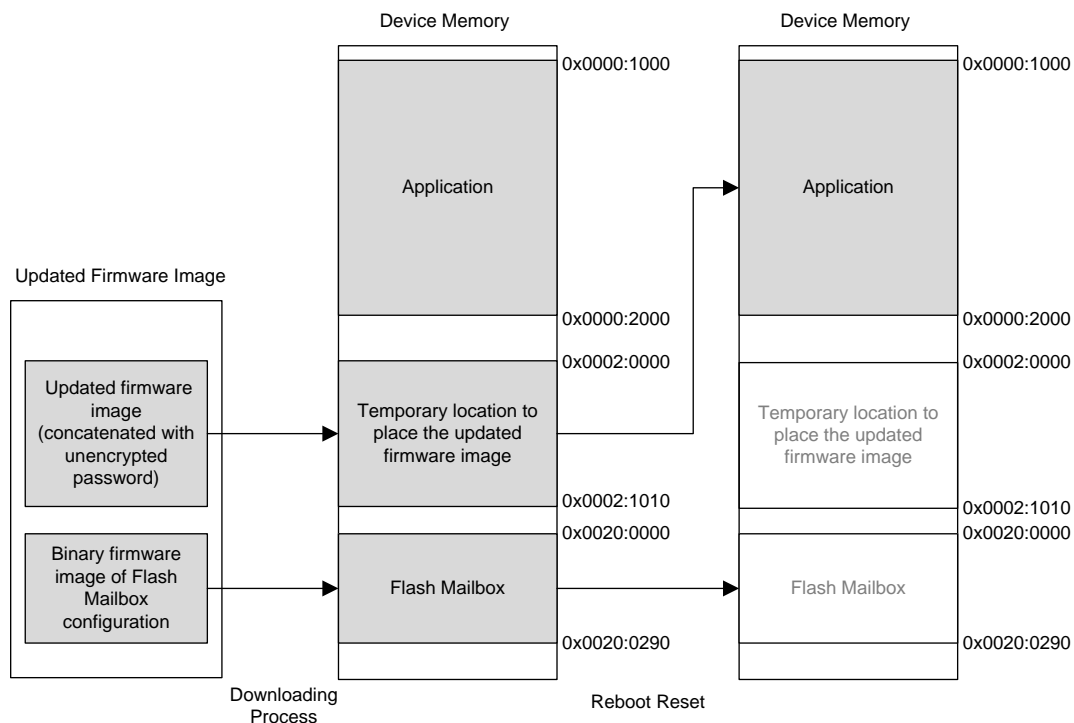 Device Memory
Device Memory
0x0000:1000
0x0000:1000
Application
Application
Updated Firmware Image
0x0000:2000
0x0000:2000
0x0002:0000
0x0002:0000
Updated firmware
image
(concatenated with
unencrypted
password)
Temporary location to
place the updated
firmware image
Temporary location to
place the updated
firmware image
0x0002:1010
0x0002:1010
0x0020:0000
0x0020:0000
Binary firmware
image of Flash
Mailbox
configuration
Flash Mailbox
Flash Mailbox
0x0020:0290
0x0020:0290
Downloading
Process
Reboot Reset